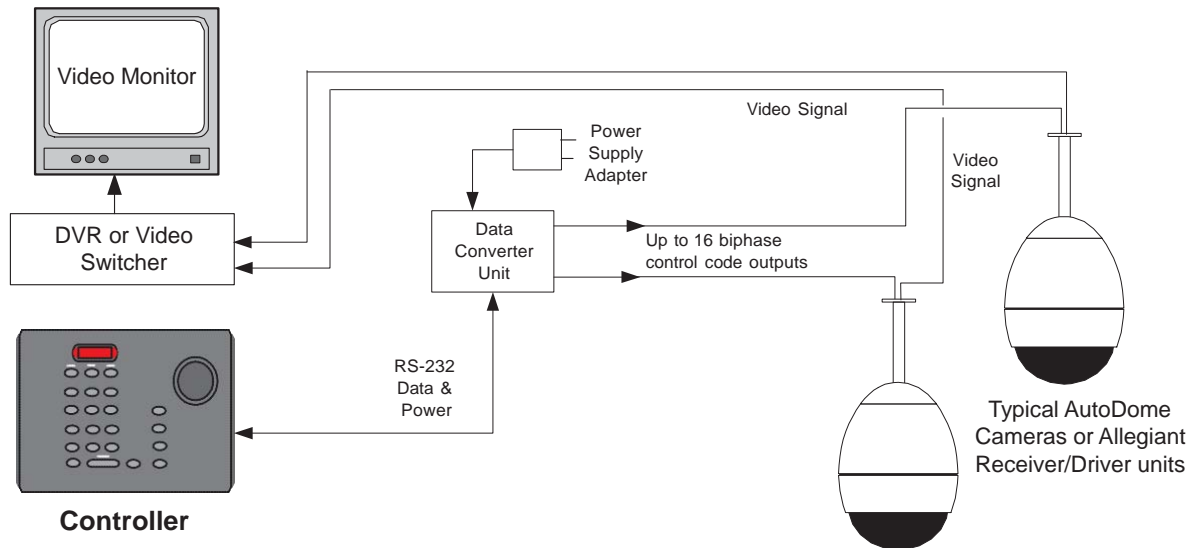 Video Monitor
DVR or Video
Switcher
Power
Supply
Adapter
Video Signal
Video
Signal
Data
Converter
Unit
Up to 16 biphase
control code outputs
RS-232
Data &
Power
Typical AutoDome
Cameras or Allegiant
Receiver/Driver units
Controller